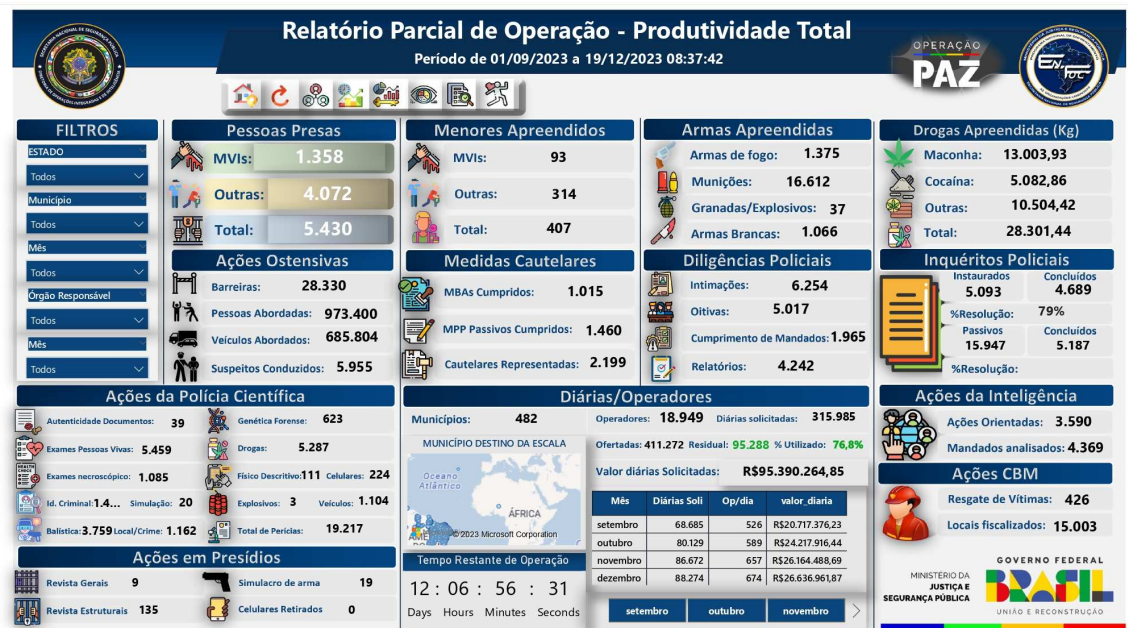 Relatório Parcial de Operação - Produtividade Total
Período de 01/09/2023 a 19/12/2023 08:37:42
OPERAÇÃO
PAZ
FILTROS
ESTADO
Todos
Município
Todos
Mês
Todos
Órgão Responsável
Todos
Mês
Todos
Pessoas Presas
MVIs: 1.358
Outras: 4.072
Total: 5.430
Menores Apreendidos
MVIs: 93
Outras: 314
Total: 407
Armas Apreendidas
Armas de fogo: 1.375
Munições: 16.612
Granadas/Explosivos: 37
Armas Brancas: 1.066
Drogas Apreendidas (Kg)
Maconha: 13.003,93
Cocaína: 5.082,86
Outras: 10.504,42
Total: 28.301,44
Ações Ostensivas
Barreiras: 28.330
Pessoas Abordadas: 973.400
Veículos Abordados: 685.804
Suspeitos Conduzidos: 5.955
Medidas Cautelares
MBAs Cumpridos: 1.015
MPP Passivos Cumpridos: 1.460
Cautelares Representadas: 2.199
Diligências Policiais
Intimações: 6.254
Oitivas: 5.017
Cumprimento de Mandados: 1.965
Relatórios: 4.242
Inquéritos Policiais
Instaurados Concluídos
5.093 4.689
%Resolução: 79%
Passivos Concluídos
15.947 5.187
%Resolução:
Ações da Polícia Científica
Autenticidade Documentos: 39 Genética Forense: 623
Exames Pessoas Vivas: 5.459 Drogas: 5.287
Exames necroscópico: 1.085 Físico Descritivo: 111 Celulares: 224
Id. Criminal: 1.4... Simulação: 20 Explosivos: 3 Veículos: 1.104
Balística: 3.759 Local/Crime: 1.162 Total de Perícias: 19.217
Ações em Presídios
Revista Gerais 9 Simulacro de arma 19
Revista Estruturais 135 Celulares Retirados 0
Diárias/Operadores
Municípios: 482 Operadores: 18.949 Diárias solicitadas: 315.985
MUNICÍPIO DESTINO DA ESCALA
Ofertadas: 411.272 Residual: 95.288 % Utilizado: 76,8%
Valor diárias Solicitadas: R$95.390.264,85
Oceano
Atlântico
ÁFRICA
© 2023 Microsoft Corporation
Mês Diárias Soli Op/dia valor_diaria
setembro 68.685 526 R$20.717.376,23
outubro 80.129 589 R$24.217.916,44
novembro 86.672 657 R$26.164.488,69
dezembro 88.274 674 R$26.636.961,87
Tempo Restante de Operação
12 : 06 : 56 : 31
Days Hours Minutes Seconds
setembro outubro novembro
Ações da Inteligência
Ações Orientadas: 3.590
Mandados analisados: 4.369
Ações CBM
Resgate de Vítimas: 426
Locais fiscalizados: 15.003
MINISTÉRIO DA
JUSTIÇA E
SEGURANÇA PÚBLICA
GOVERNO FEDERAL
BRASIL
UNIÃO E RECONSTRUÇÃO